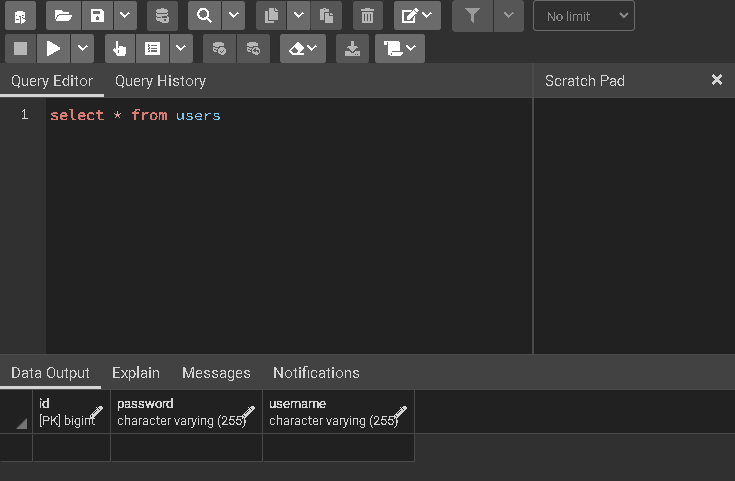 No limit
Query Editor Query History Scratch Pad
1 select * from users
Data Output Explain Messages Notifications
id password username
[PK] bigint character varying (255) character varying (255)